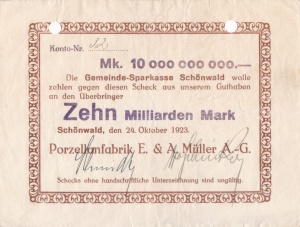 Konto-Nr. 22
Mk. 10 000 000 000.—
Die Gemeinde-Sparkasse Schönwald wolle
zahlen gegen diesen Scheck aus unserem Guthaben
an den Überbringer
Zehn Milliarden Mark
Schönwald, den 24. Oktober 1923.
Porzellanfabrik E. & A. Müller A.-G.
Schecks ohne handschriftliche Unterzeichnung sind ungültig.